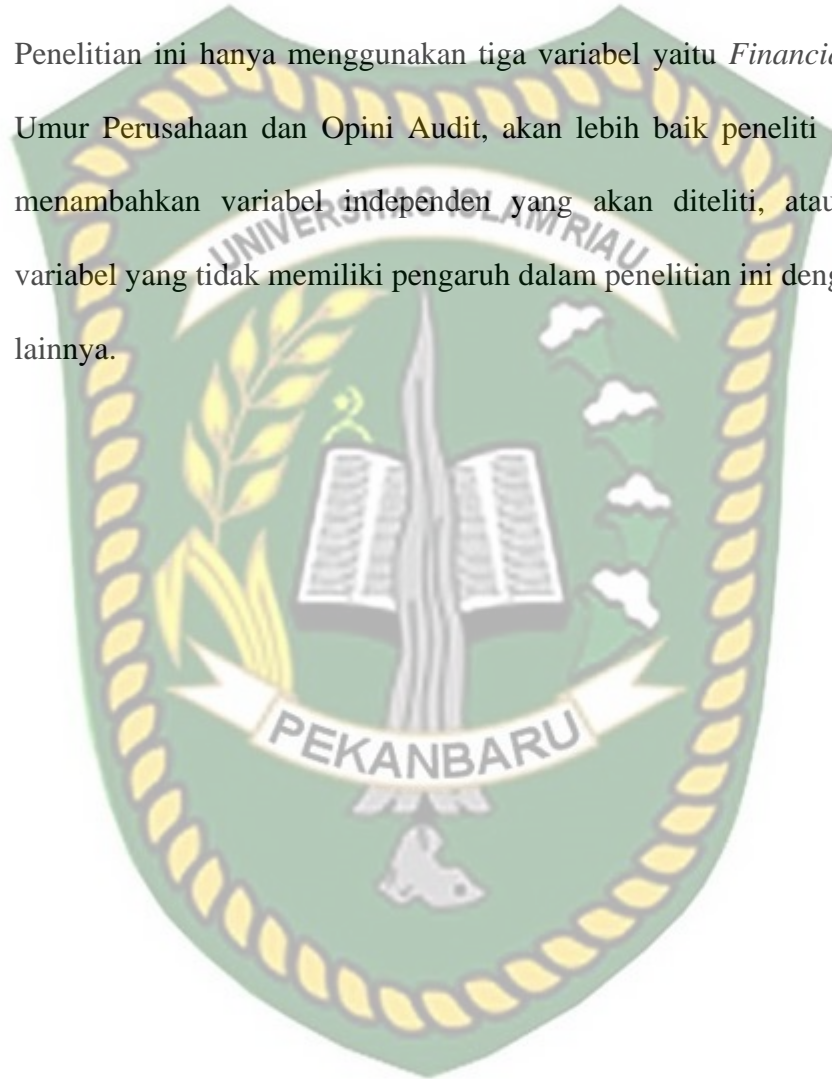 Penelitian ini hanya menggunakan tiga variabel yaitu Financia
Umur Perusahaan dan Opini Audit, akan lebih baik peneliti
menambahkan variabel independen yang akan diteliti, atau
variabel yang tidak memiliki pengaruh dalam penelitian ini deng
lainnya.
UNIVERSITAS ISLAM RIAU
PEKANBARU